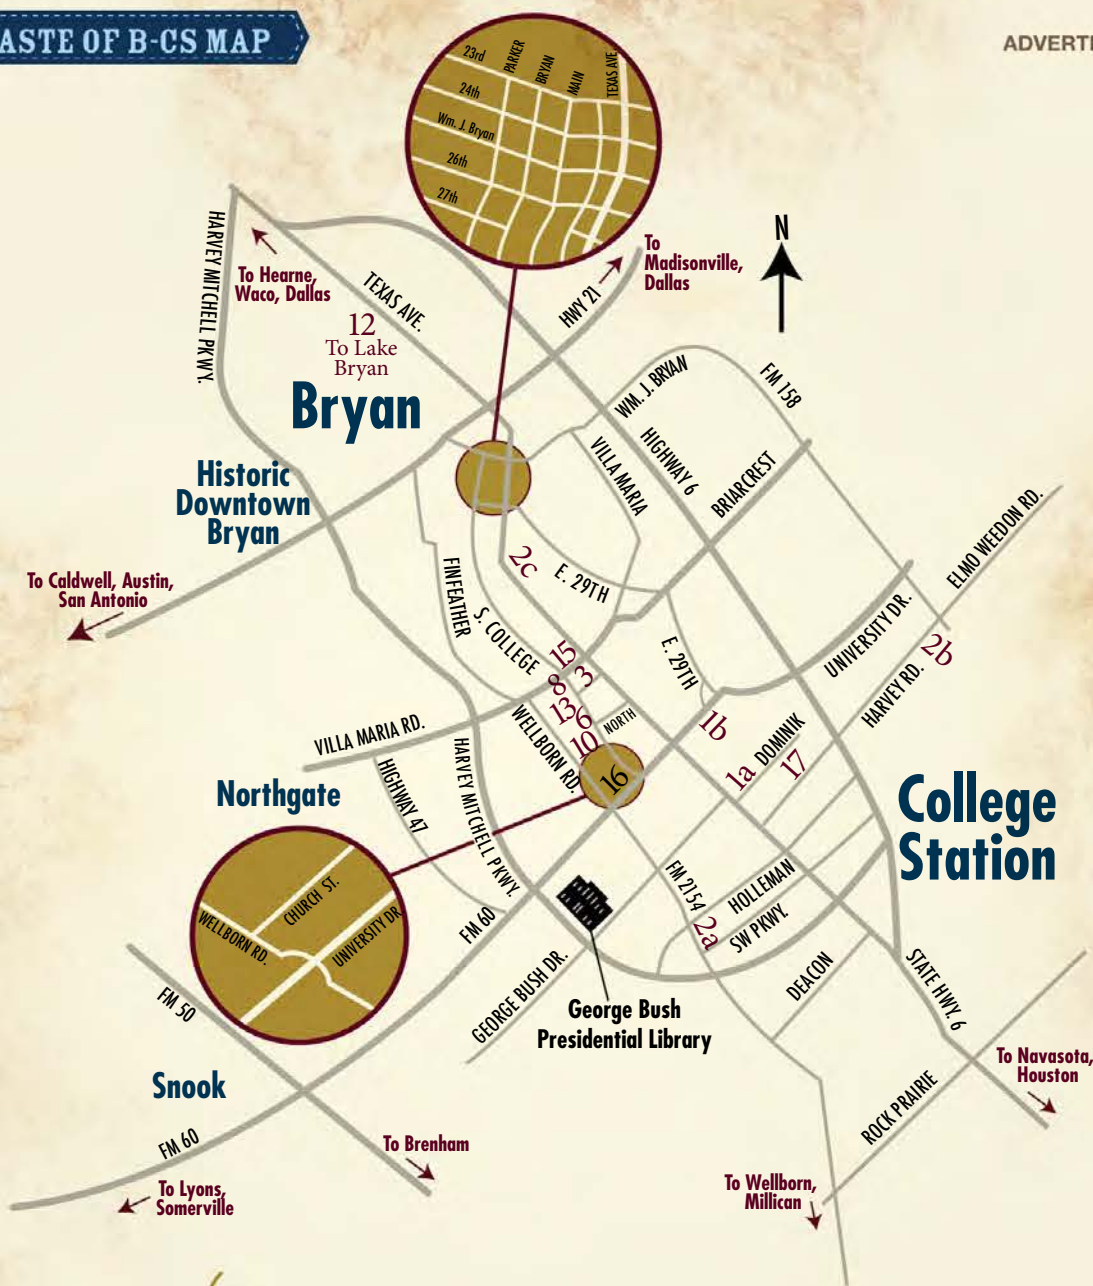 ASTE OF B-CS MAP
ADVERTI
23rd
PARKER
BRYAN
MAIN
TEXAS AVE.
24th
Wm. J. Bryan
26th
27th
N
HARVEY MITCHELL PKWY.
To Hearne,
Waco, Dallas
TEXAS AVE.
To
Madisonville,
Dallas
HWY 21
12
To Lake
Bryan
Bryan
WM. J. BRYAN
FM 158
Historic
Downtown
Bryan
VILLA MARIA
HIGHWAY 6
BRIARCREST
ELMO WEEDON RD.
To Caldwell, Austin,
San Antonio
FINFEATHER
2c
E. 29TH
S. COLLEGE
15
3
8
13
6
10
NORTH
E. 29TH
UNIVERSITY DR.
2b
HARVEY RD.
VILLA MARIA RD.
WELLBORN RD.
1b
1a
DOMINIK
17
16
Northgate
HIGHWAY 47
HARVEY MITCHELL PKWY.
College
Station
CHURCH ST.
WELLBORN RD.
UNIVERSITY DR.
FM 60
FM 2154
HOLLEMAN
2a
SW PKWY.
GEORGE BUSH DR.
DEACON
STATE HWY. 6
George Bush
Presidential Library
FM 50
Snook
To Navasota,
Houston
ROCK PRAIRIE
FM 60
To Brenham
To Lyons,
Somerville
To Wellborn,
Millican